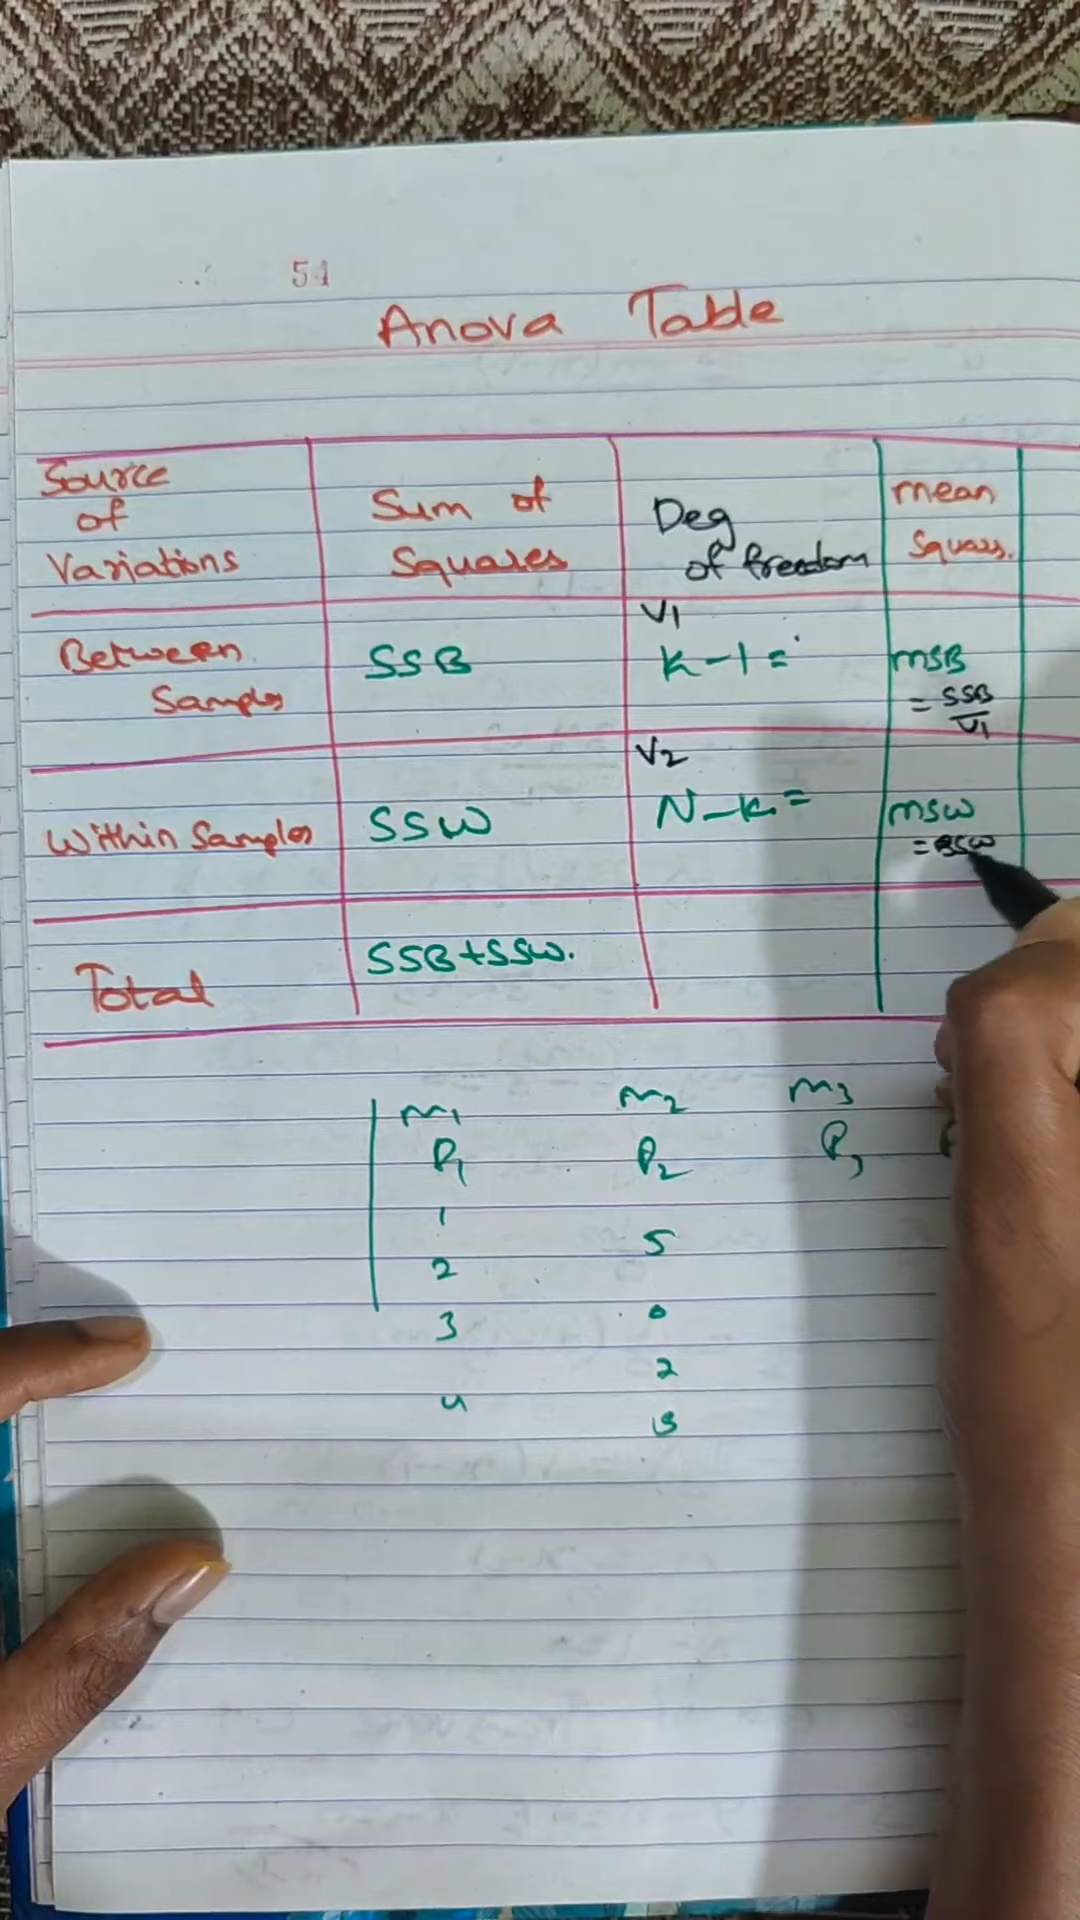 51
Anova Table
Source of Variations
Sum of Squares
Deg of freedom
mean Squares.
Between Samples
SSB
V1
K-1=
MSB
= SSB/V1
Within Samples
SSW
V2
N-K=
MSW
= SSW
Total
SSB+SSW.
M1 M2 M3
P1 P2 P3
1 5
2 0
3 2
4